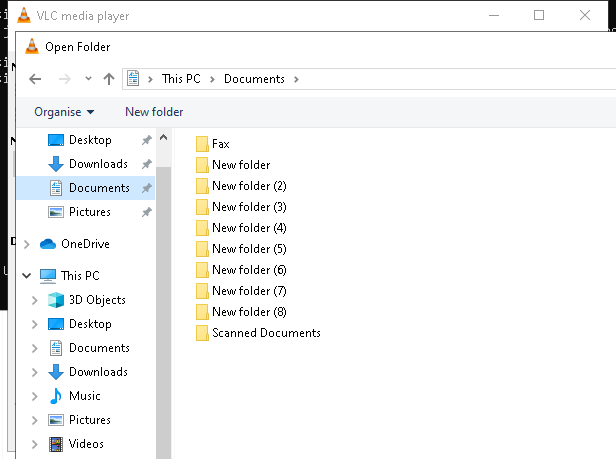 VLC media player
Open Folder
This PC > Documents >
Organise New folder
Desktop
Downloads
Documents
Pictures
OneDrive
This PC
3D Objects
Desktop
Documents
Downloads
Music
Pictures
Videos
Fax
New folder
New folder (2)
New folder (3)
New folder (4)
New folder (5)
New folder (6)
New folder (7)
New folder (8)
Scanned Documents